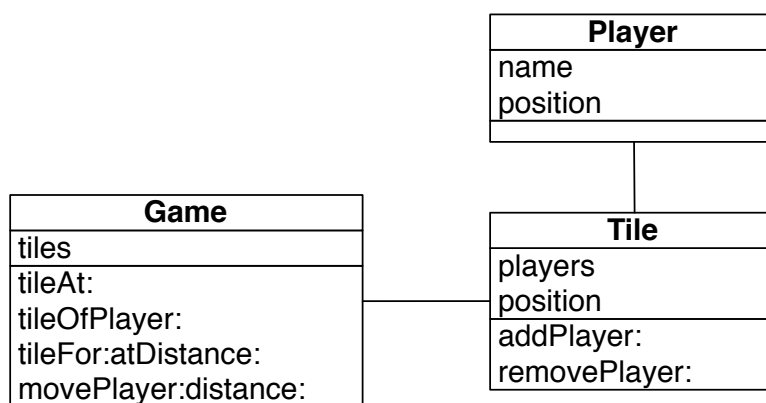 Player
name
position
Game
tiles
tileAt:
tileOfPlayer:
tileFor:atDistance:
movePlayer:distance:
Tile
players
position
addPlayer:
removePlayer: